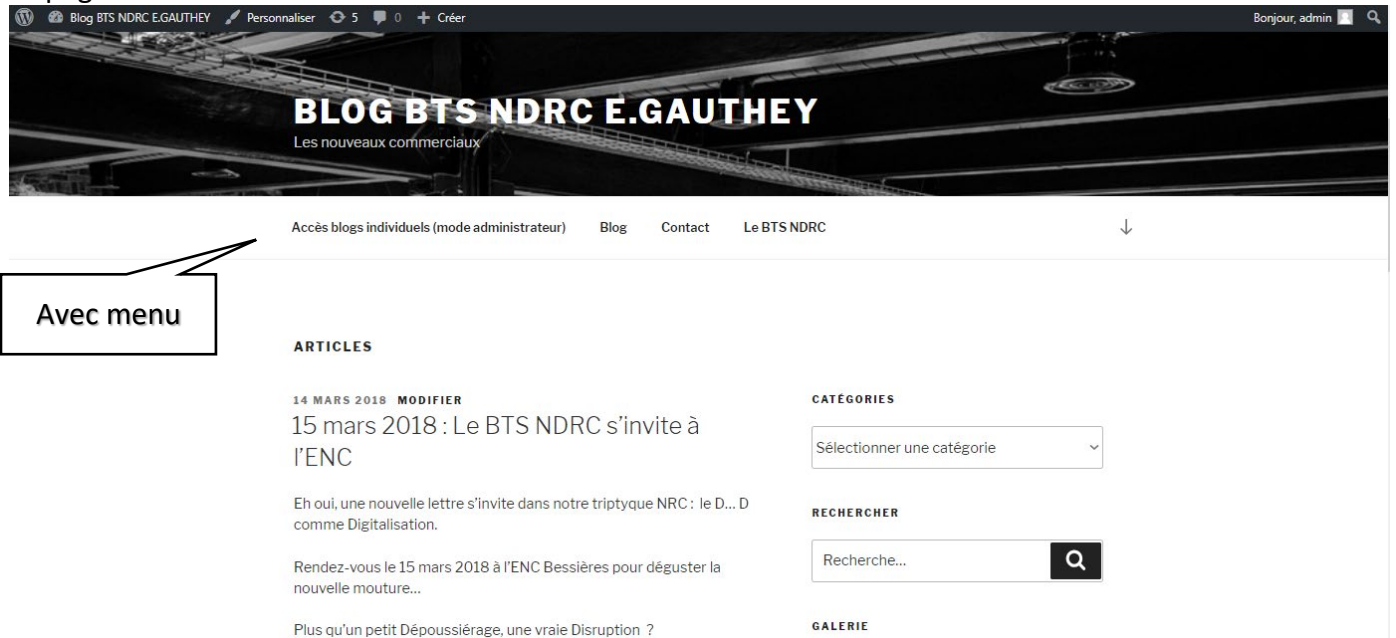 Blog BTS NDRC E.GAUTHEY Personnaliser 5 0 + Créer Bonjour, admin
BLOG BTS NDRC E.GAUTHEY
Les nouveaux commerciaux
Accès blogs individuels (mode administrateur) Blog Contact Le BTS NDRC
Avec menu
ARTICLES
14 MARS 2018 MODIFIER
15 mars 2018 : Le BTS NDRC s’invite à
l’ENC
Eh oui, une nouvelle lettre s’invite dans notre triptyque NRC : le D… D
comme Digitalisation.
Rendez-vous le 15 mars 2018 à l’ENC Bessières pour déguster la
nouvelle mouture…
Plus qu’un petit Dépoussiérage, une vraie Disruption ?
CATÉGORIES
Sélectionner une catégorie
RECHERCHER
Recherche…
GALERIE